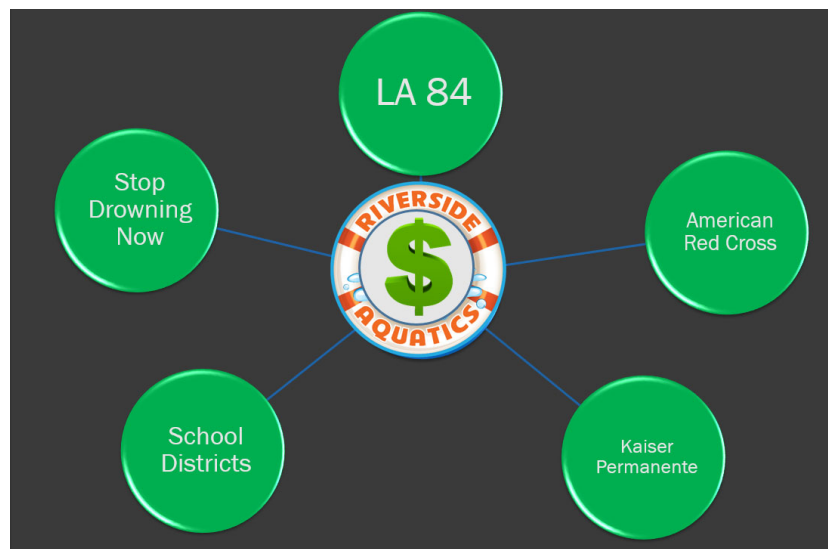 LA 84
Stop
Drowning
Now
American
Red Cross
RIVERSIDE
$
AQUATICS
School
Districts
Kaiser
Permanente